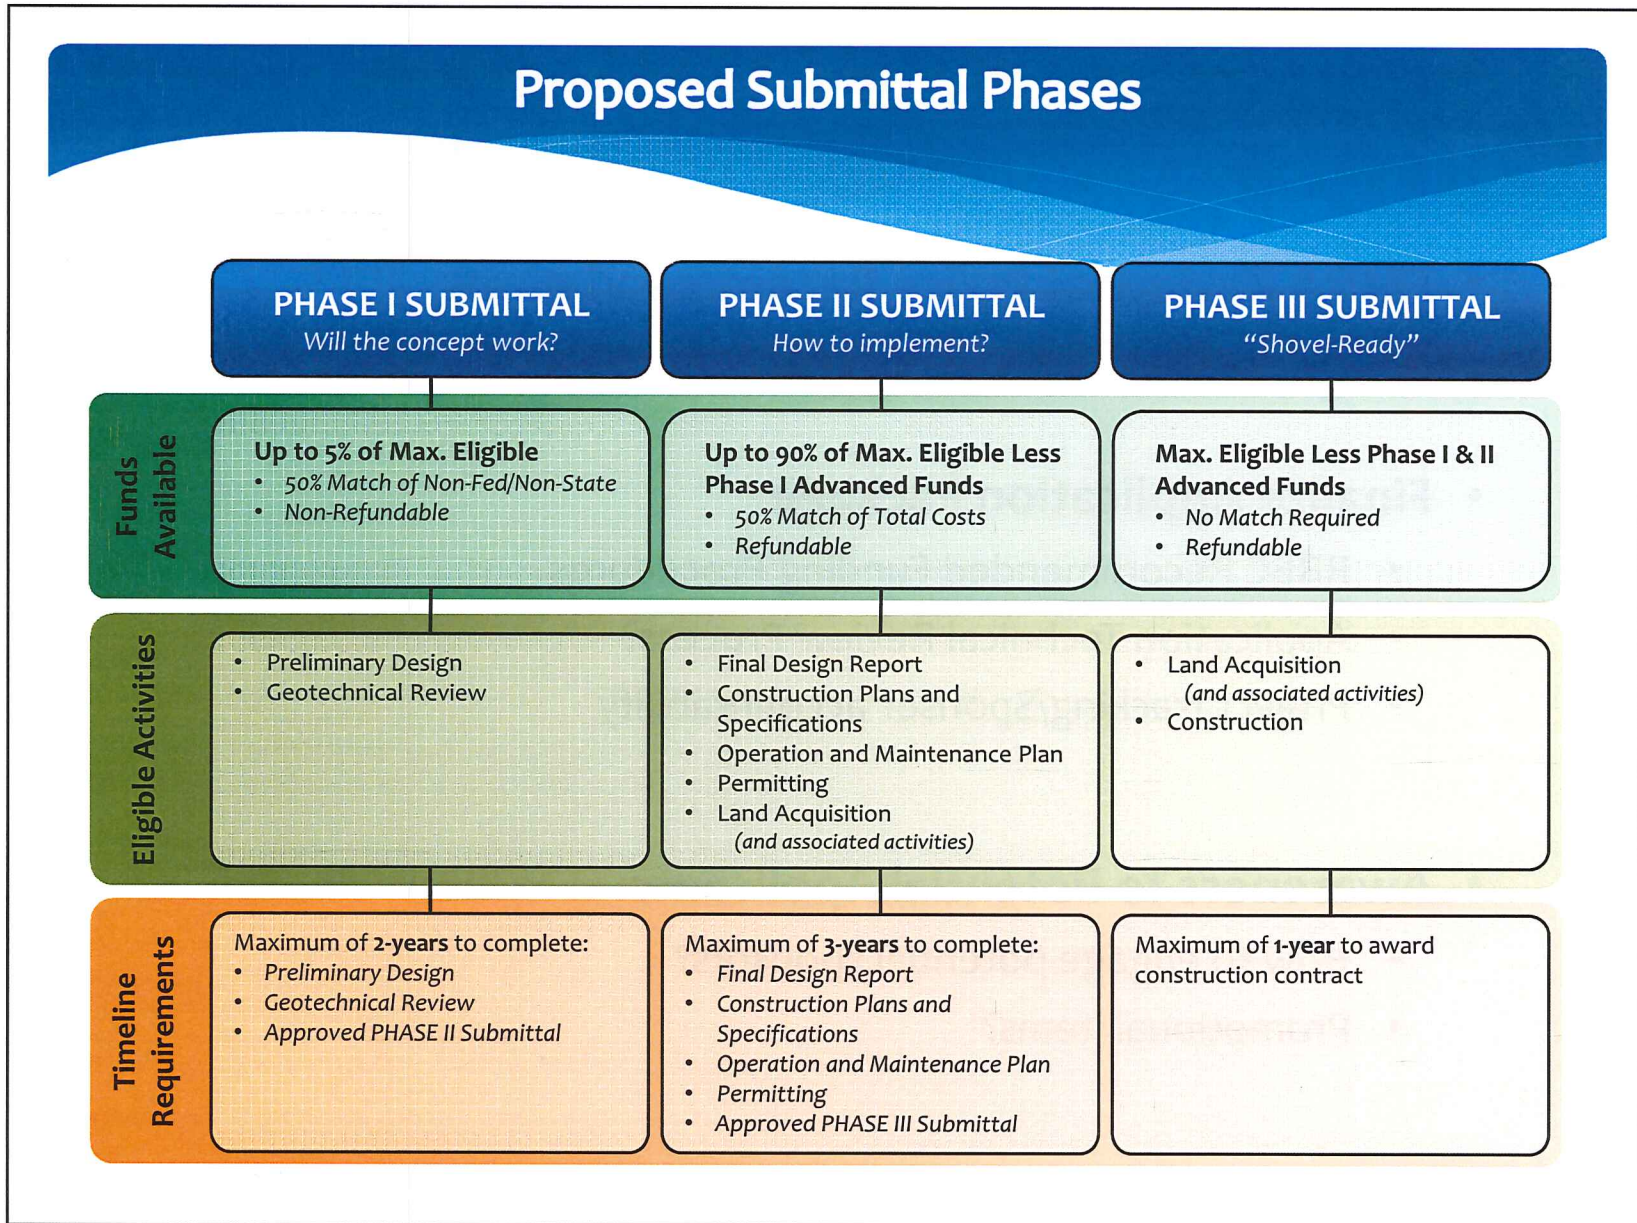 Proposed Submittal Phases
PHASE I SUBMITTAL
Will the concept work?
PHASE II SUBMITTAL
How to implement?
PHASE III SUBMITTAL
“Shovel-Ready”
Funds
Available
Up to 5% of Max. Eligible
• 50% Match of Non-Fed/Non-State
• Non-Refundable
Up to 90% of Max. Eligible Less
Phase I Advanced Funds
• 50% Match of Total Costs
• Refundable
Max. Eligible Less Phase I & II
Advanced Funds
• No Match Required
• Refundable
Eligible Activities
• Preliminary Design
• Geotechnical Review
• Final Design Report
• Construction Plans and
Specifications
• Operation and Maintenance Plan
• Permitting
• Land Acquisition
(and associated activities)
• Land Acquisition
(and associated activities)
• Construction
Timeline
Requirements
Maximum of 2-years to complete:
• Preliminary Design
• Geotechnical Review
• Approved PHASE II Submittal
Maximum of 3-years to complete:
• Final Design Report
• Construction Plans and
Specifications
• Operation and Maintenance Plan
• Permitting
• Approved PHASE III Submittal
Maximum of 1-year to award
construction contract